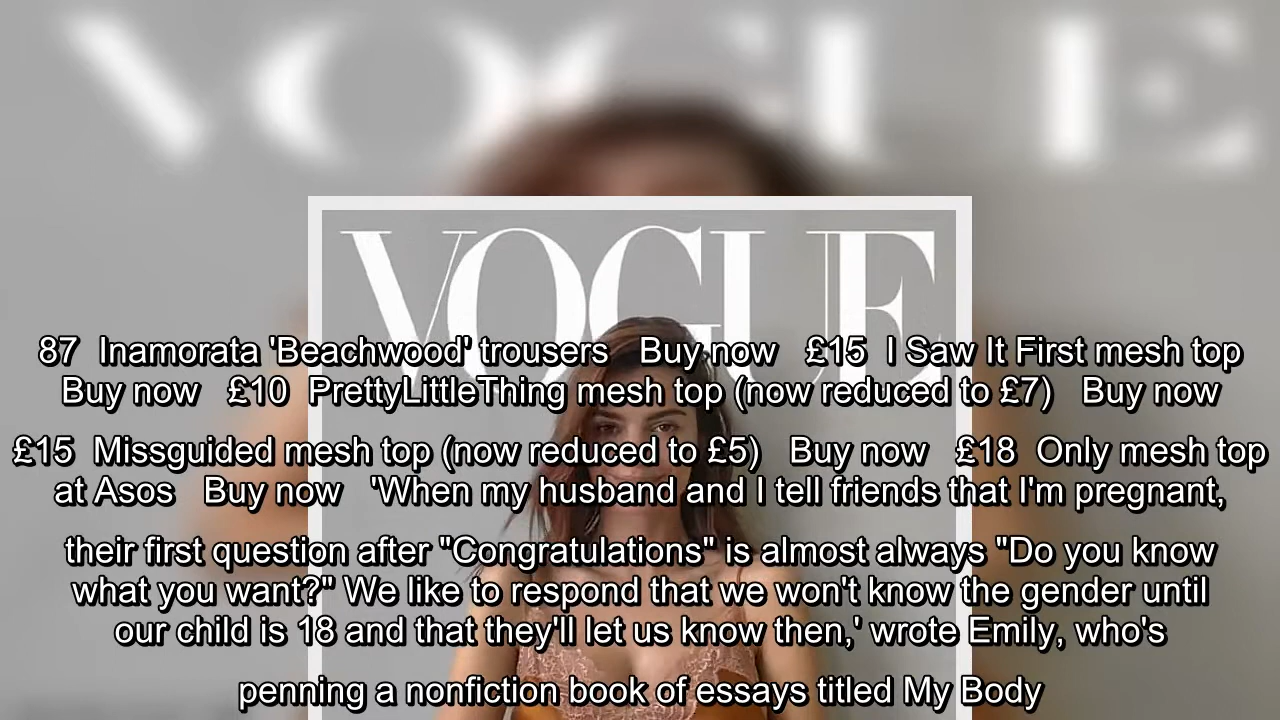 VOGUE
VOGUE
87 Inamorata 'Beachwood' trousers Buy now £15 I Saw It First mesh top
Buy now £10 PrettyLittleThing mesh top (now reduced to £7) Buy now
£15 Missguided mesh top (now reduced to £5) Buy now £18 Only mesh top
at Asos Buy now 'When my husband and I tell friends that I'm pregnant,
their first question after "Congratulations" is almost always "Do you know
what you want?" We like to respond that we won't know the gender until
our child is 18 and that they'll let us know then,' wrote Emily, who's
penning a nonfiction book of essays titled My Body